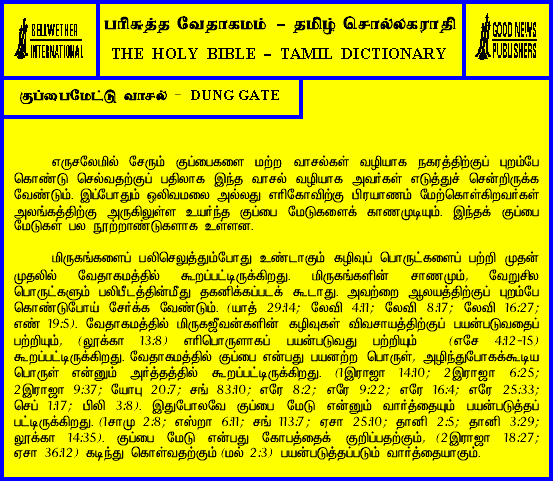 BELLWETHER
INTERNATIONAL
பரிசுத்த வேதாகமம் - தமிழ் சொல்லகராதி
THE HOLY BIBLE - TAMIL DICTIONARY
GOOD NEWS
PUBLISHERS
குப்பைமேட்டு வாசல் - DUNG GATE
எருசலேமில் சேரும் குப்பைகளை மற்ற வாசல்கள் வழியாக நகரத்திற்குப் புறம்பே
கொண்டு செல்வதற்குப் பதிலாக இந்த வாசல் வழியாக அவர்கள் எடுத்துச் சென்றிருக்க
வேண்டும். இப்போதும் ஒலிவமலை அல்லது எரிகோவிற்கு பிரயாணம் மேற்கொள்கிறவர்கள்
அலங்கத்திற்கு அருகிலுள்ள உயர்ந்த குப்பை மேடுகளைக் காணமுடியும். இந்தக் குப்பை
மேடுகள் பல நூற்றாண்டுகளாக உள்ளன.
மிருகங்களைப் பலிசெலுத்தும்போது உண்டாகும் கழிவுப் பொருட்களைப் பற்றி முதன்
முதலில் வேதாகமத்தில் கூறப்பட்டிருக்கிறது. மிருகங்களின் சாணமும், வேறுசில
பொருட்களும் பலிபீடத்தின்மீது தகனிக்கப்படக் கூடாது. அவற்றை ஆலயத்திற்குப் புறம்பே
கொண்டுபோய் சேர்க்க வேண்டும். (யாத் 29:14; லேவி 4:11; லேவி 8:17; லேவி 16:27;
எண் 19:5). வேதாகமத்தில் மிருகஜீவன்களின் கழிவுகள் விவசாயத்திற்குப் பயன்படுவதைப்
பற்றியும், (லூக்கா 13:8) எரிபொருளாகப் பயன்படுவது பற்றியும் (எசே 4:12-15)
கூறப்பட்டிருக்கிறது. வேதாகமத்தில் குப்பை என்பது பயனற்ற பொருள், அழிந்துபோகக்கூடிய
பொருள் என்னும் அர்த்தத்தில் கூறப்பட்டிருக்கிறது. (1இராஜா 14:10; 2இராஜா 6:25;
2இராஜா 9:37; யோபு 20:7; சங் 83:10; எரே 8:2; எரே 9:22; எரே 16:4; எரே 25:33;
செப் 1:17; பிலி 3:8). இதுபோலவே குப்பை மேடு என்னும் வார்த்தையும் பயன்படுத்தப்
பட்டிருக்கிறது. (1சாமு 2:8; எஸ்றா 6:11; சங் 113:7; ஏசா 25:10; தானி 2:5; தானி 3:29;
லூக்கா 14:35). குப்பை மேடு என்பது கோபத்தைக் குறிப்பதற்கும், (2இராஜா 18:27;
ஏசா 36:12) கடிந்து கொள்வதற்கும் (மல் 2:3) பயன்படுத்தப்படும் வார்த்தையாகும்.